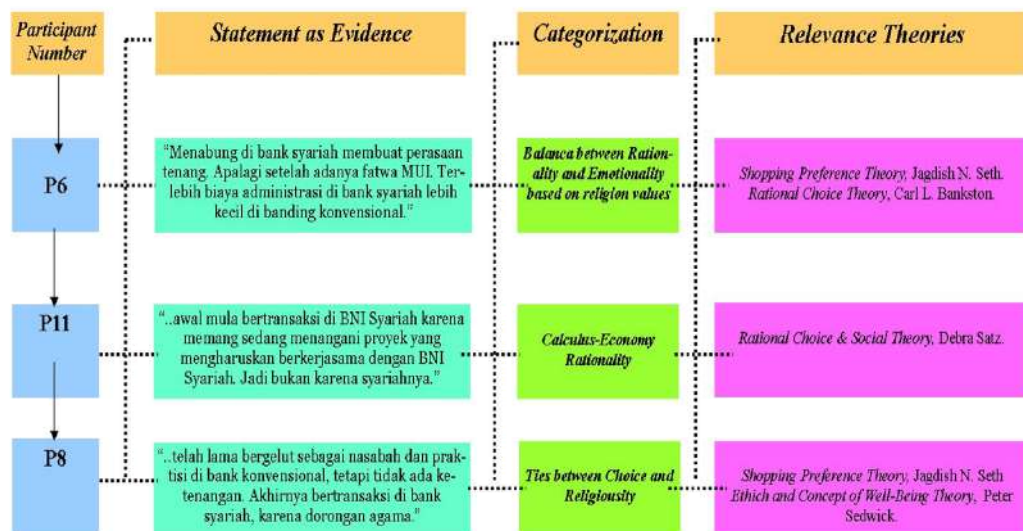 Participant
Number
Statement as Evidence
Categorization
Relevance Theories
P6
“Menabung di bank syariah membuat perasaan
tenang. Apalagi setelah adanya fatwa MUI. Ter-
lebih biaya administrasi di bank syariah lebih
kecil di banding konvensional.”
Balanca between Ration-
ality and Emotionality
based on religion values
Shopping Preference Theory, Jagdish N. Seth.
Rational Choice Theory, Carl L. Bankston.
P11
“..awal mula bertransaksi di BNI Syariah karena
memang sedang menangani proyek yang
mengharuskan berkerjasama dengan BNI
Syariah. Jadi bukan karena syariahnya.”
Calculus-Economy
Rationality
Rational Choice & Social Theory, Debra Satz.
P8
“..telah lama bergelut sebagai nasabah dan prak-
tisi di bank konvensional, tetapi tidak ada ke-
tenangan. Akhirnya bertransaksi di bank
syariah, karena dorongan agama.”
Ties between Choice and
Religiousity
Shopping Preference Theory, Jagdish N. Seth
Ethich and Concept of Well-Being Theory, Peter
Sedwick.